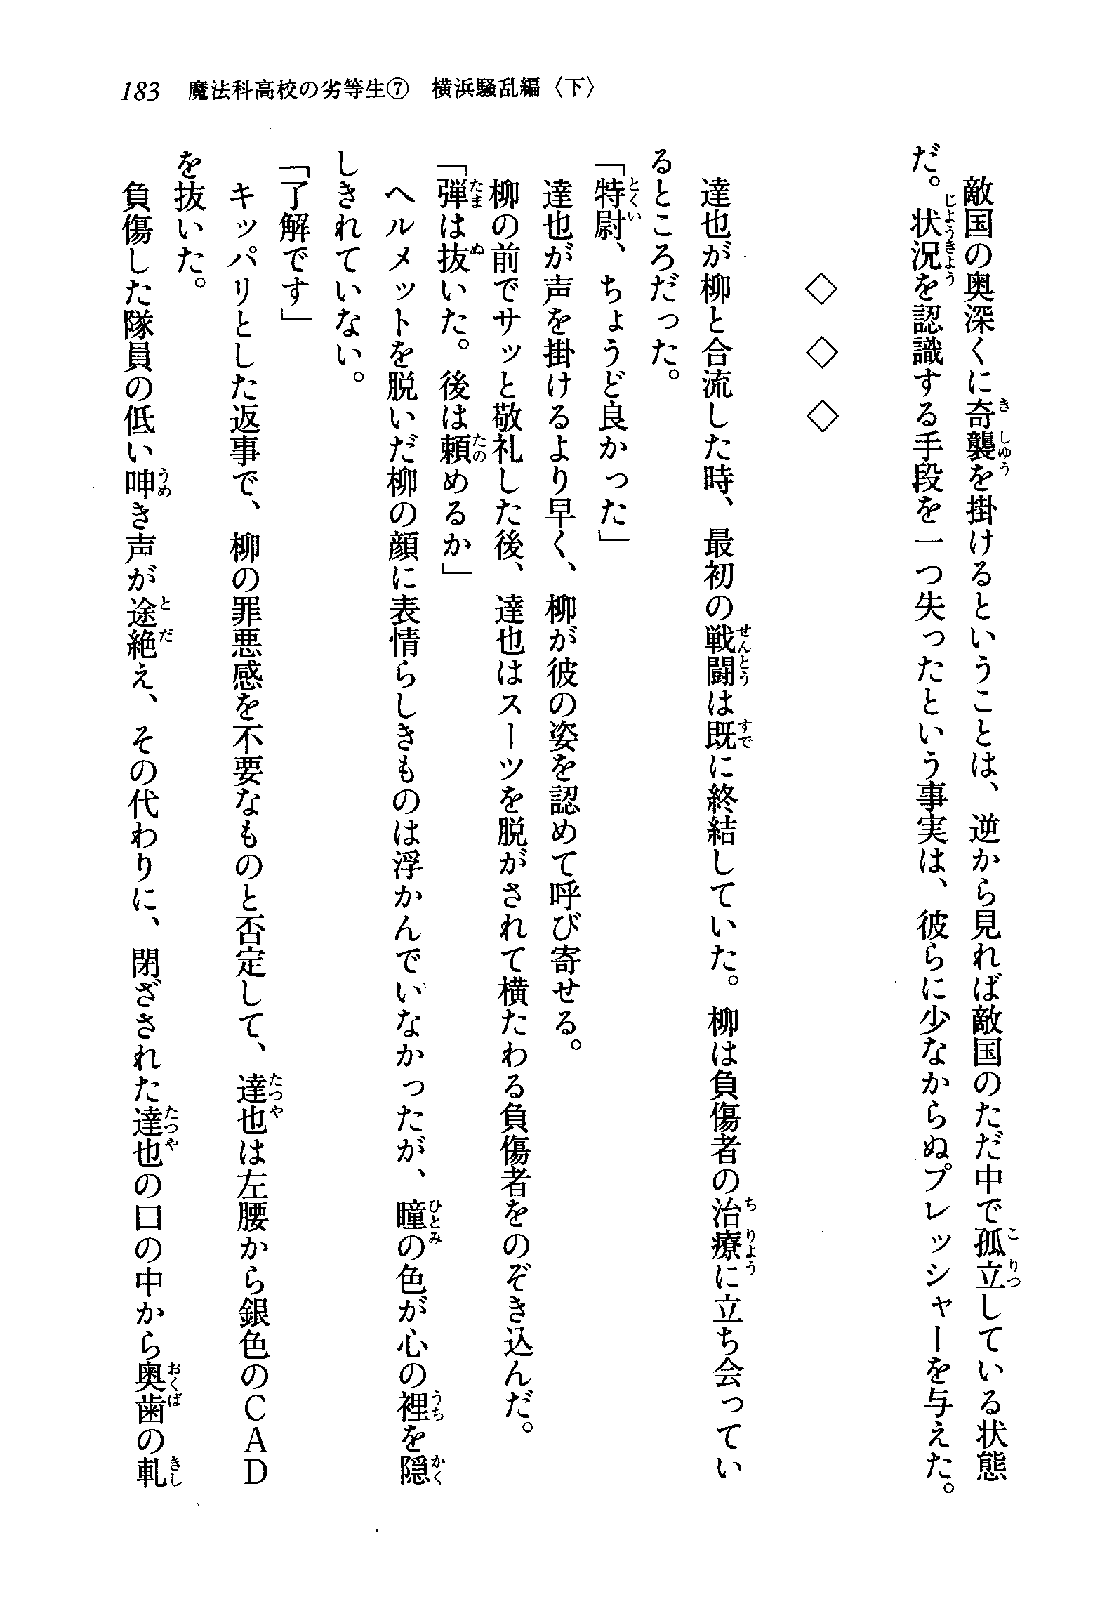 183 魔法科高校の劣等生⑦ 横浜騒乱編〈下〉
敵国の奥深くに奇襲を掛けるということは、逆から見れば敵国のただ中で孤立している状態
だ。状況を認識する手段を一つ失ったという事実は、彼らに少なからぬプレッシャーを与えた。
◇ ◇ ◇
達也が柳と合流した時、最初の戦闘は既に終結していた。柳は負傷者の治療に立ち会ってい
るところだった。
「特尉、ちょうど良かった」
達也が声を掛けるより早く、柳が彼の姿を認めて呼び寄せる。
柳の前でサッと敬礼した後、達也はスーツを脱がされて横たわる負傷者をのぞき込んだ。
「弾は抜いた。後は頼めるか」
ヘルメットを脱いだ柳の顔に表情らしきものは浮かんでいなかったが、瞳の色が心の裡を隠
しきれていない。
「了解です」
キッパリとした返事で、柳の罪悪感を不要なものと否定して、達也は左腰から銀色のＣＡＤ
を抜いた。
負傷した隊員の低い呻き声が途絶え、その代わりに、閉ざされた達也の口の中から奥歯の軋